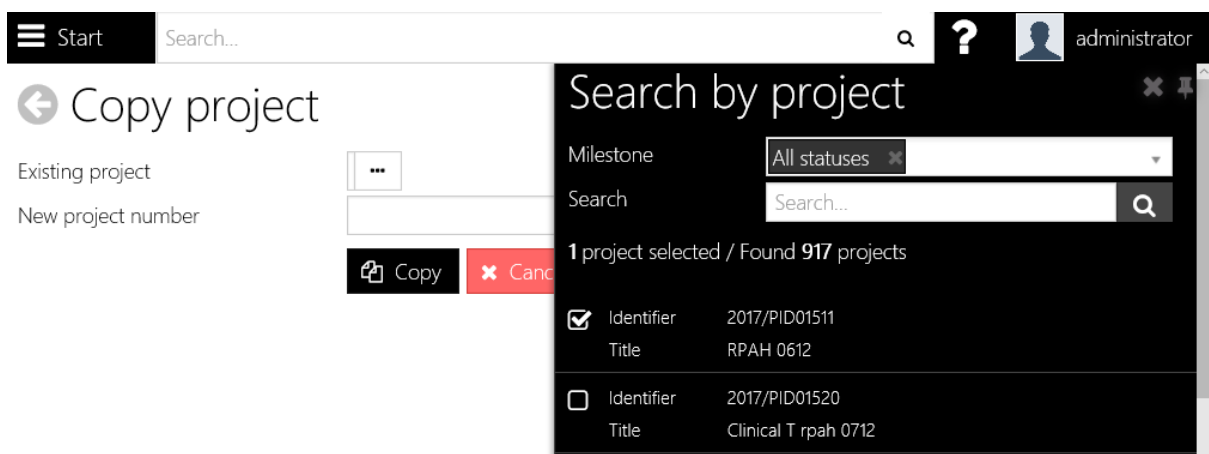 Start Search... ? administrator
Copy project
Existing project ...
New project number
Copy Canc
Search by project
Milestone All statuses
Search Search...
1 project selected / Found 917 projects
Identifier 2017/PID01511
Title RPAH 0612
Identifier 2017/PID01520
Title Clinical T rpah 0712